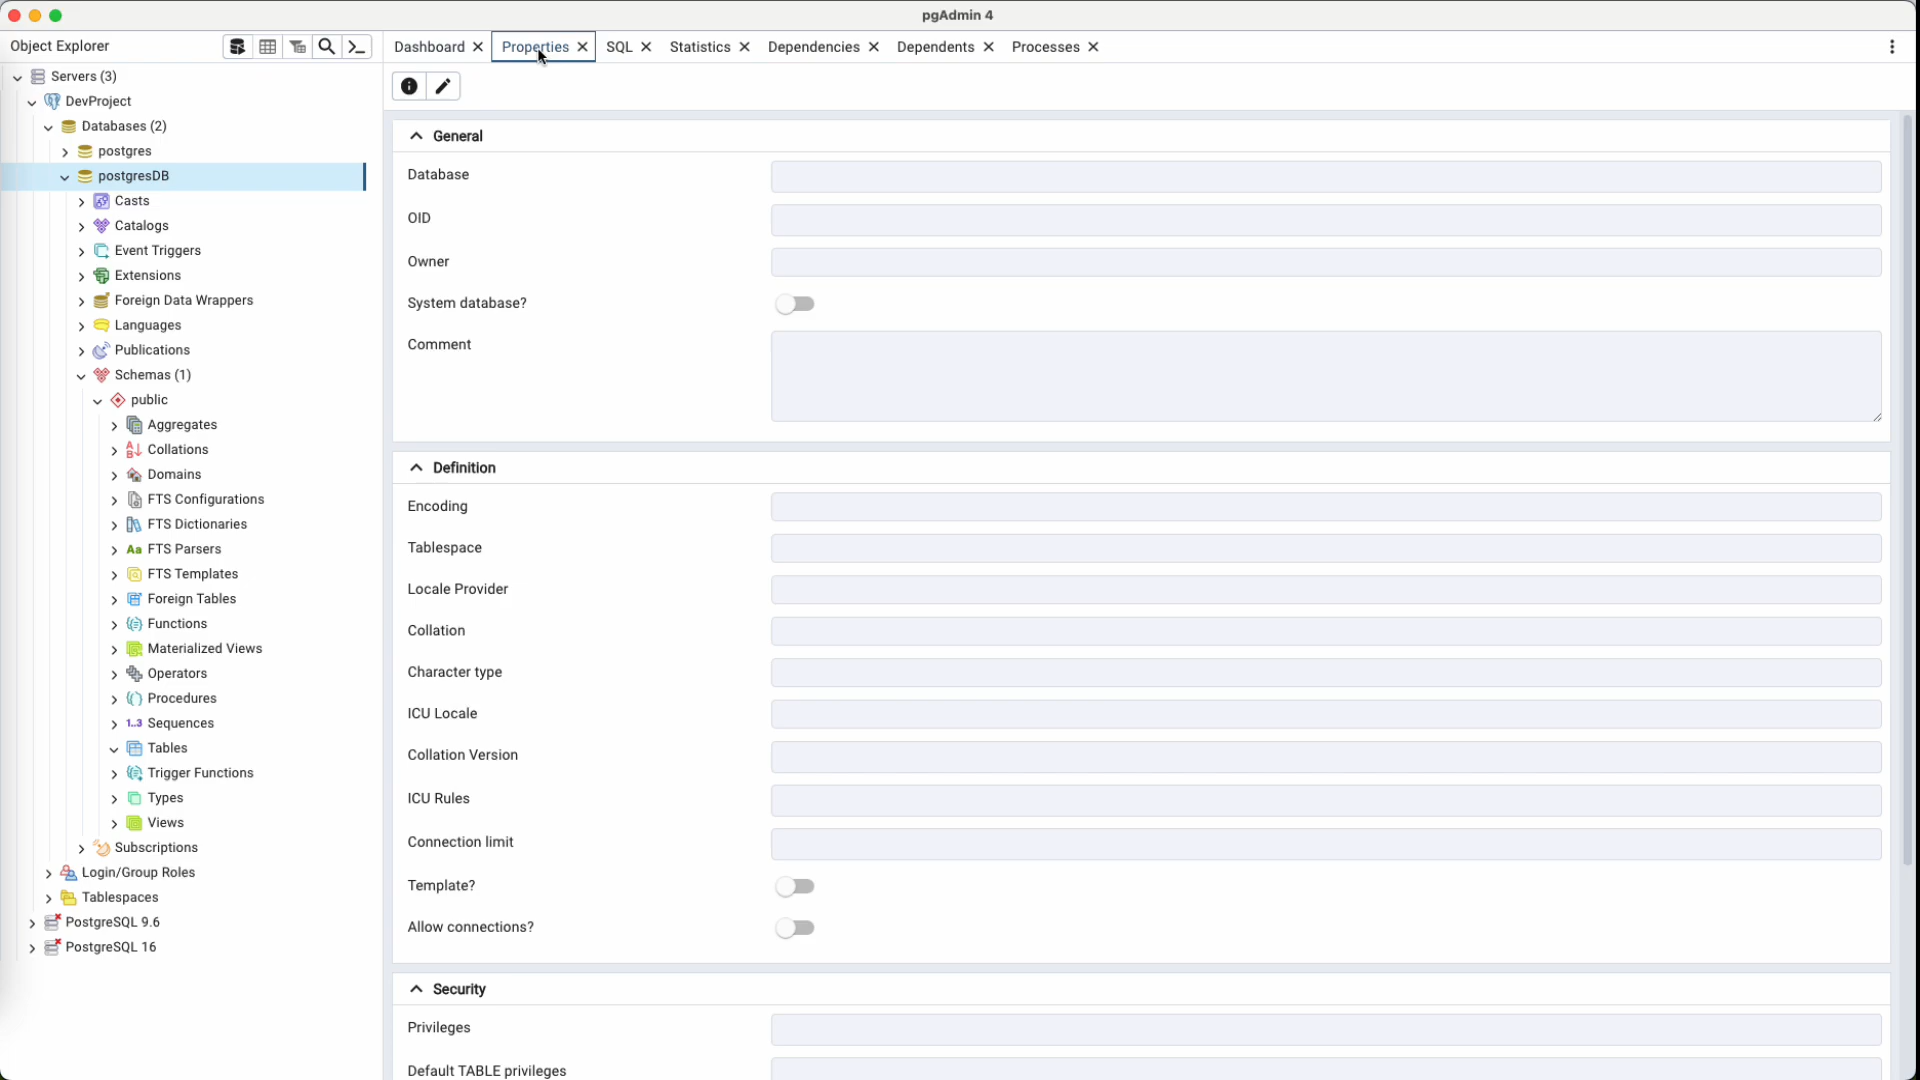 pgAdmin 4
Object Explorer
Dashboard Properties SQL Statistics Dependencies Dependents Processes
Servers (3)
DevProject
Databases (2)
postgres
postgresDB
Casts
Catalogs
Event Triggers
Extensions
Foreign Data Wrappers
Languages
Publications
Schemas (1)
public
Aggregates
Collations
Domains
FTS Configurations
FTS Dictionaries
Aa FTS Parsers
FTS Templates
Foreign Tables
Functions
Materialized Views
Operators
Procedures
1..3 Sequences
Tables
Trigger Functions
Types
Views
Subscriptions
Login/Group Roles
Tablespaces
PostgreSQL 9.6
PostgreSQL 16
General
Database
OID
Owner
System database?
Comment
Definition
Encoding
Tablespace
Locale Provider
Collation
Character type
ICU Locale
Collation Version
ICU Rules
Connection limit
Template?
Allow connections?
Security
Privileges
Default TABLE privileges